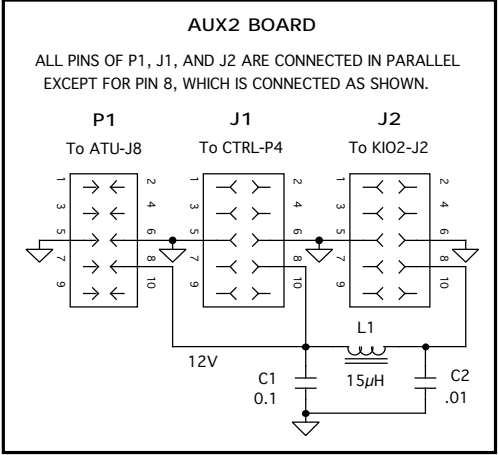 AUX2 BOARD
ALL PINS OF P1, J1, AND J2 ARE CONNECTED IN PARALLEL
EXCEPT FOR PIN 8, WHICH IS CONNECTED AS SHOWN.
P1 J1 J2
To ATU-J8 To CTRL-P4 To KIO2-J2
1 2 1 2 1 2
3 4 3 4 3 4
5 6 5 6 5 6
7 8 7 8 7 8
9 10 9 10 9 10
L1
12V
C1 15µH C2
0.1 .01